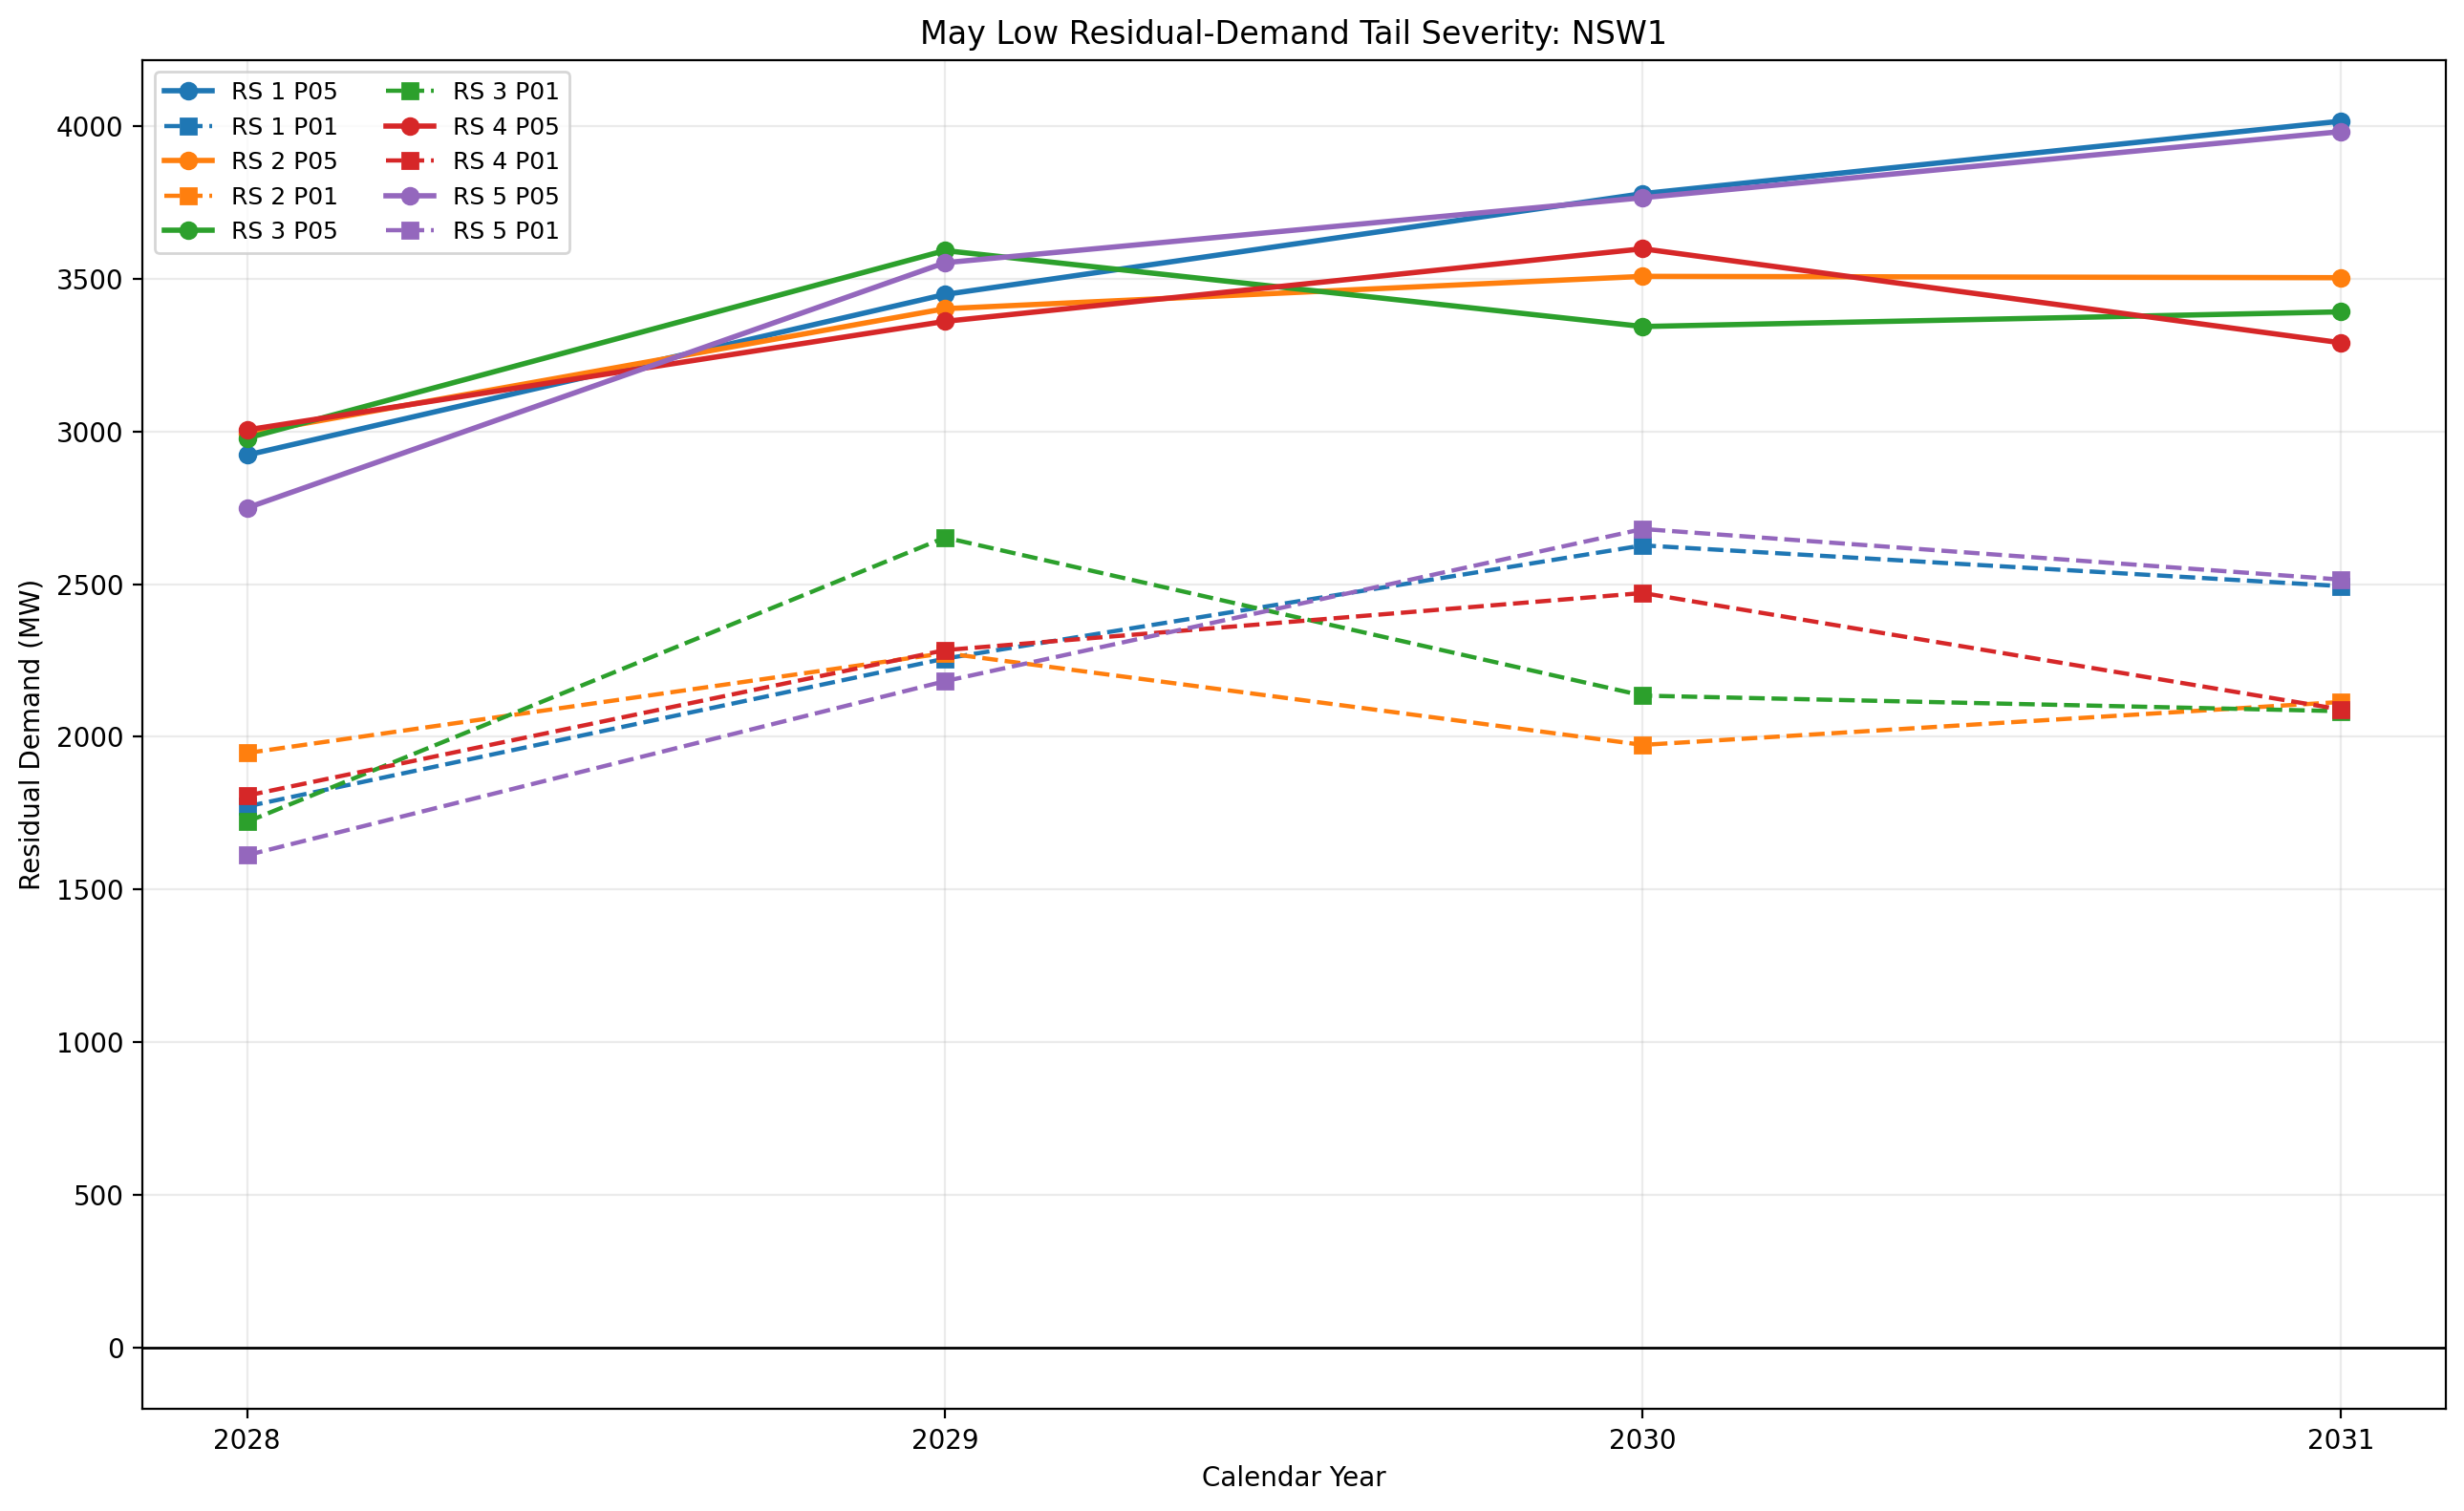 May Low Residual-Demand Tail Severity: NSW1
RS 1 P05
RS 1 P01
RS 2 P05
RS 2 P01
RS 3 P05
RS 3 P01
RS 4 P05
RS 4 P01
RS 5 P05
RS 5 P01
Residual Demand (MW)
4000
3500
3000
2500
2000
1500
1000
500
0
2028
2029
2030
2031
Calendar Year